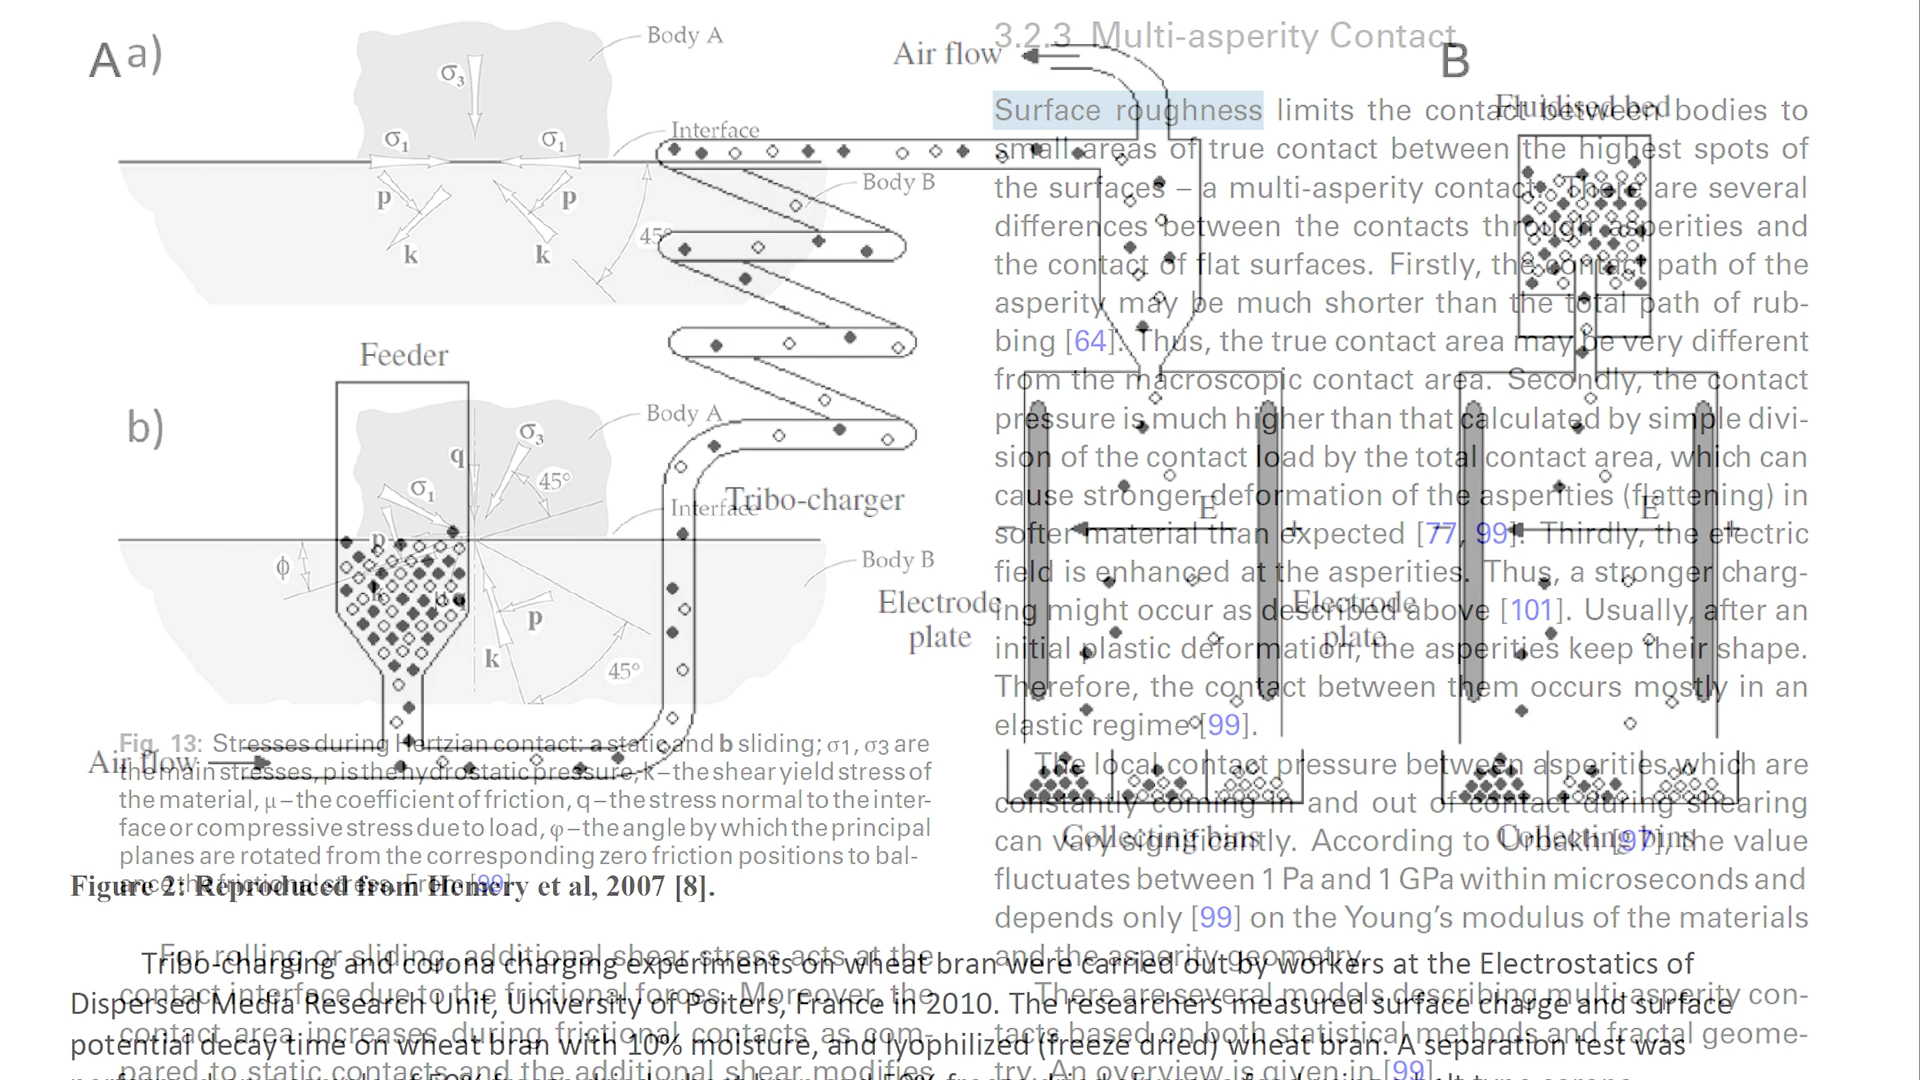 A
a)
Body A
σ3
σ1
σ1
Interface
Body B
p
p
k
k
45°
Air flow
B
Fluidised bed
Feeder
b)
Body A
σ3
q
45°
σ1
Interface
Tribo-charger
p
ϕ
Body B
p
k
45°
E
E
−
+
+
Electrode
plate
Electrode
plate
Air flow
Collecting bins
Collecting bins
Fig. 13: Stresses during Hertzian contact: a static and b sliding; σ1, σ3 are
the main stresses, p is the hydrostatic pressure, k – the shear yield stress of
the material, μ – the coefficient of friction, q – the stress normal to the inter-
face or compressive stress due to load, φ – the angle by which the principal
planes are rotated from the corresponding zero friction positions to bal-
ance the frictional stress. From [99]
Figure 2: Reproduced from Hemery et al, 2007 [8].
For rolling or sliding, additional shear stress acts at the
contact interface due to the frictional forces. Moreover, the
contact area increases during frictional contacts as com-
pared to static contacts and the additional shear modifies
3.2.3 Multi-asperity Contact
Surface roughness limits the contact between bodies to
small areas of true contact between the highest spots of
the surfaces – a multi-asperity contact. There are several
differences between the contacts through asperities and
the contact of flat surfaces. Firstly, the contact path of the
asperity may be much shorter than the total path of rub-
bing [64]. Thus, the true contact area may be very different
from the macroscopic contact area. Secondly, the contact
pressure is much higher than that calculated by simple divi-
sion of the contact load by the total contact area, which can
cause stronger deformation of the asperities (flattening) in
softer material than expected [77, 99]. Thirdly, the electric
field is enhanced at the asperities. Thus, a stronger charg-
ing might occur as described above [101]. Usually, after an
initial plastic deformation, the asperities keep their shape.
Therefore, the contact between them occurs mostly in an
elastic regime [99].
The local contact pressure between asperities which are
constantly coming in and out of contact during shearing
can vary significantly. According to Urbakh [97], the value
fluctuates between 1 Pa and 1 GPa within microseconds and
depends only [99] on the Young’s modulus of the materials
and the asperity geometry.
There are several models describing multi-asperity con-
tacts based on both statistical methods and fractal geome-
try. An overview is given in [99].
Tribo-charging and corona charging experiments on wheat bran were carried out by workers at the Electrostatics of
Dispersed Media Research Unit, University of Poiters, France in 2010. The researchers measured surface charge and surface
potential decay time on wheat bran with 10% moisture, and lyophilized (freeze dried) wheat bran. A separation test was